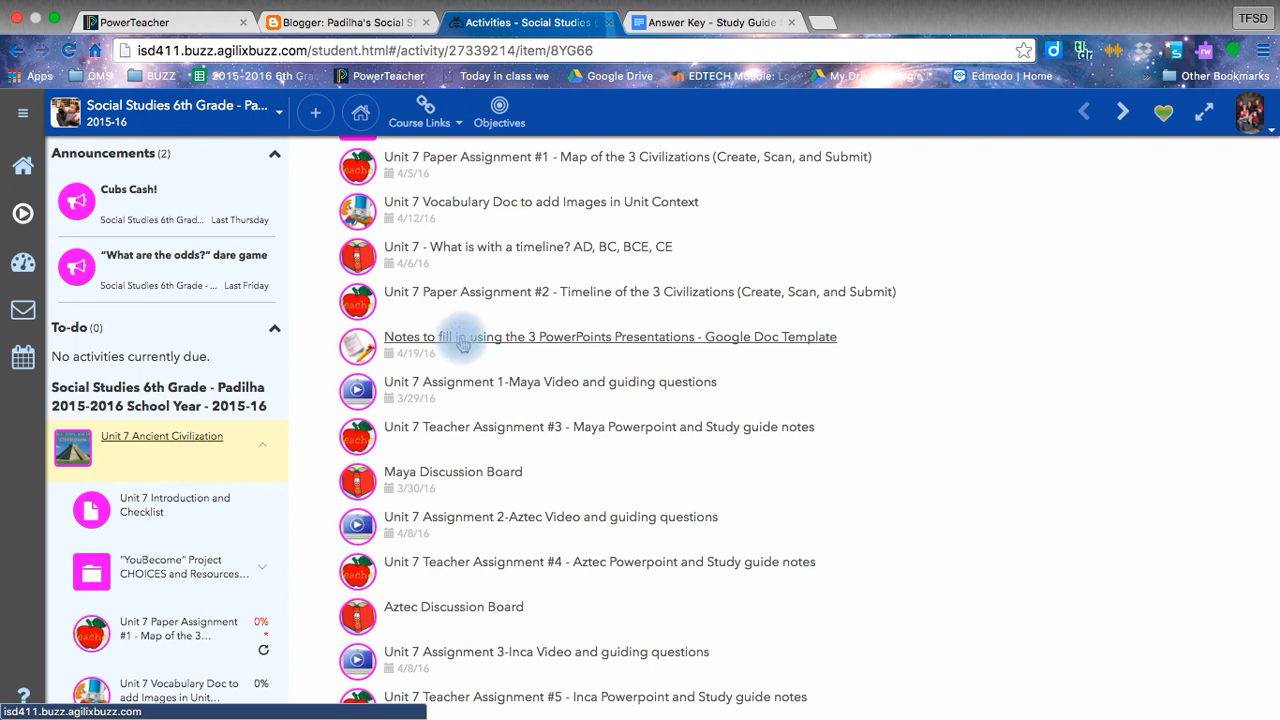 TFSD
PowerTeacher
Blogger: Padilha's Social St
Activities - Social Studies
Answer Key - Study Guide
isd411.buzz.agilixbuzz.com/student.html#/activity/27339214/item/8YG66
Apps
OMS
BUZZ
2015-2016 6th Gra
PowerTeacher
Today in class we
Google Drive
EDTECH Module: Lo
My Dri
Edmodo | Home
»
Other Bookmarks
Social Studies 6th Grade - Pa...
2015-16
Course Links
Objectives
Announcements (2)
Cubs Cash!
Social Studies 6th Grad... Last Thursday
"What are the odds?" dare game
Social Studies 6th Grade - ... Last Friday
To-do (0)
No activities currently due.
Social Studies 6th Grade - Padilha
2015-2016 School Year - 2015-16
Unit 7 Ancient Civilization
Unit 7 Introduction and
Checklist
"YouBecome" Project
CHOICES and Resources...
Unit 7 Paper Assignment 0%
#1 - Map of the 3... *
Unit 7 Vocabulary Doc to 0%
add Images in Unit...
Unit 7 Paper Assignment #1 - Map of the 3 Civilizations (Create, Scan, and Submit)
4/5/16
Unit 7 Vocabulary Doc to add Images in Unit Context
4/12/16
Unit 7 - What is with a timeline? AD, BC, BCE, CE
4/6/16
Unit 7 Paper Assignment #2 - Timeline of the 3 Civilizations (Create, Scan, and Submit)
Notes to fill in using the 3 PowerPoints Presentations - Google Doc Template
4/19/16
Unit 7 Assignment 1-Maya Video and guiding questions
3/29/16
Unit 7 Teacher Assignment #3 - Maya Powerpoint and Study guide notes
Maya Discussion Board
3/30/16
Unit 7 Assignment 2-Aztec Video and guiding questions
4/8/16
Unit 7 Teacher Assignment #4 - Aztec Powerpoint and Study guide notes
Aztec Discussion Board
Unit 7 Assignment 3-Inca Video and guiding questions
4/8/16
Unit 7 Teacher Assignment #5 - Inca Powerpoint and Study guide notes
?
isd411.buzz.agilixbuzz.com